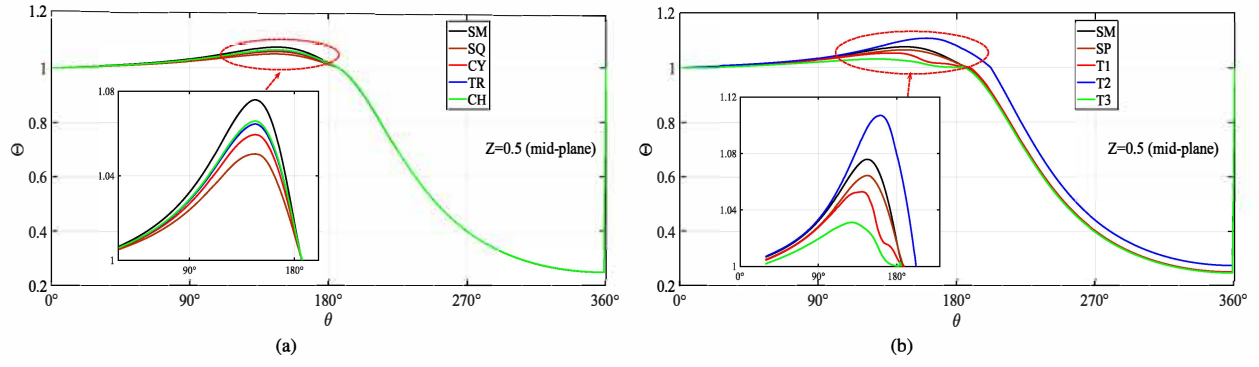 1.2
1
0.8
0.6
0.4
0.2
Θ
0°
90°
180°
270°
360°
θ
SM
SQ
CY
TR
CH
Z=0.5 (mid-plane)
1.08
1.04
1
90°
180°
(a)
1.2
1
0.8
0.6
0.4
0.2
Θ
0°
90°
180°
270°
360°
θ
SM
SP
T1
T2
T3
Z=0.5 (mid-plane)
1.12
1.08
1.04
1
90°
180°
(b)